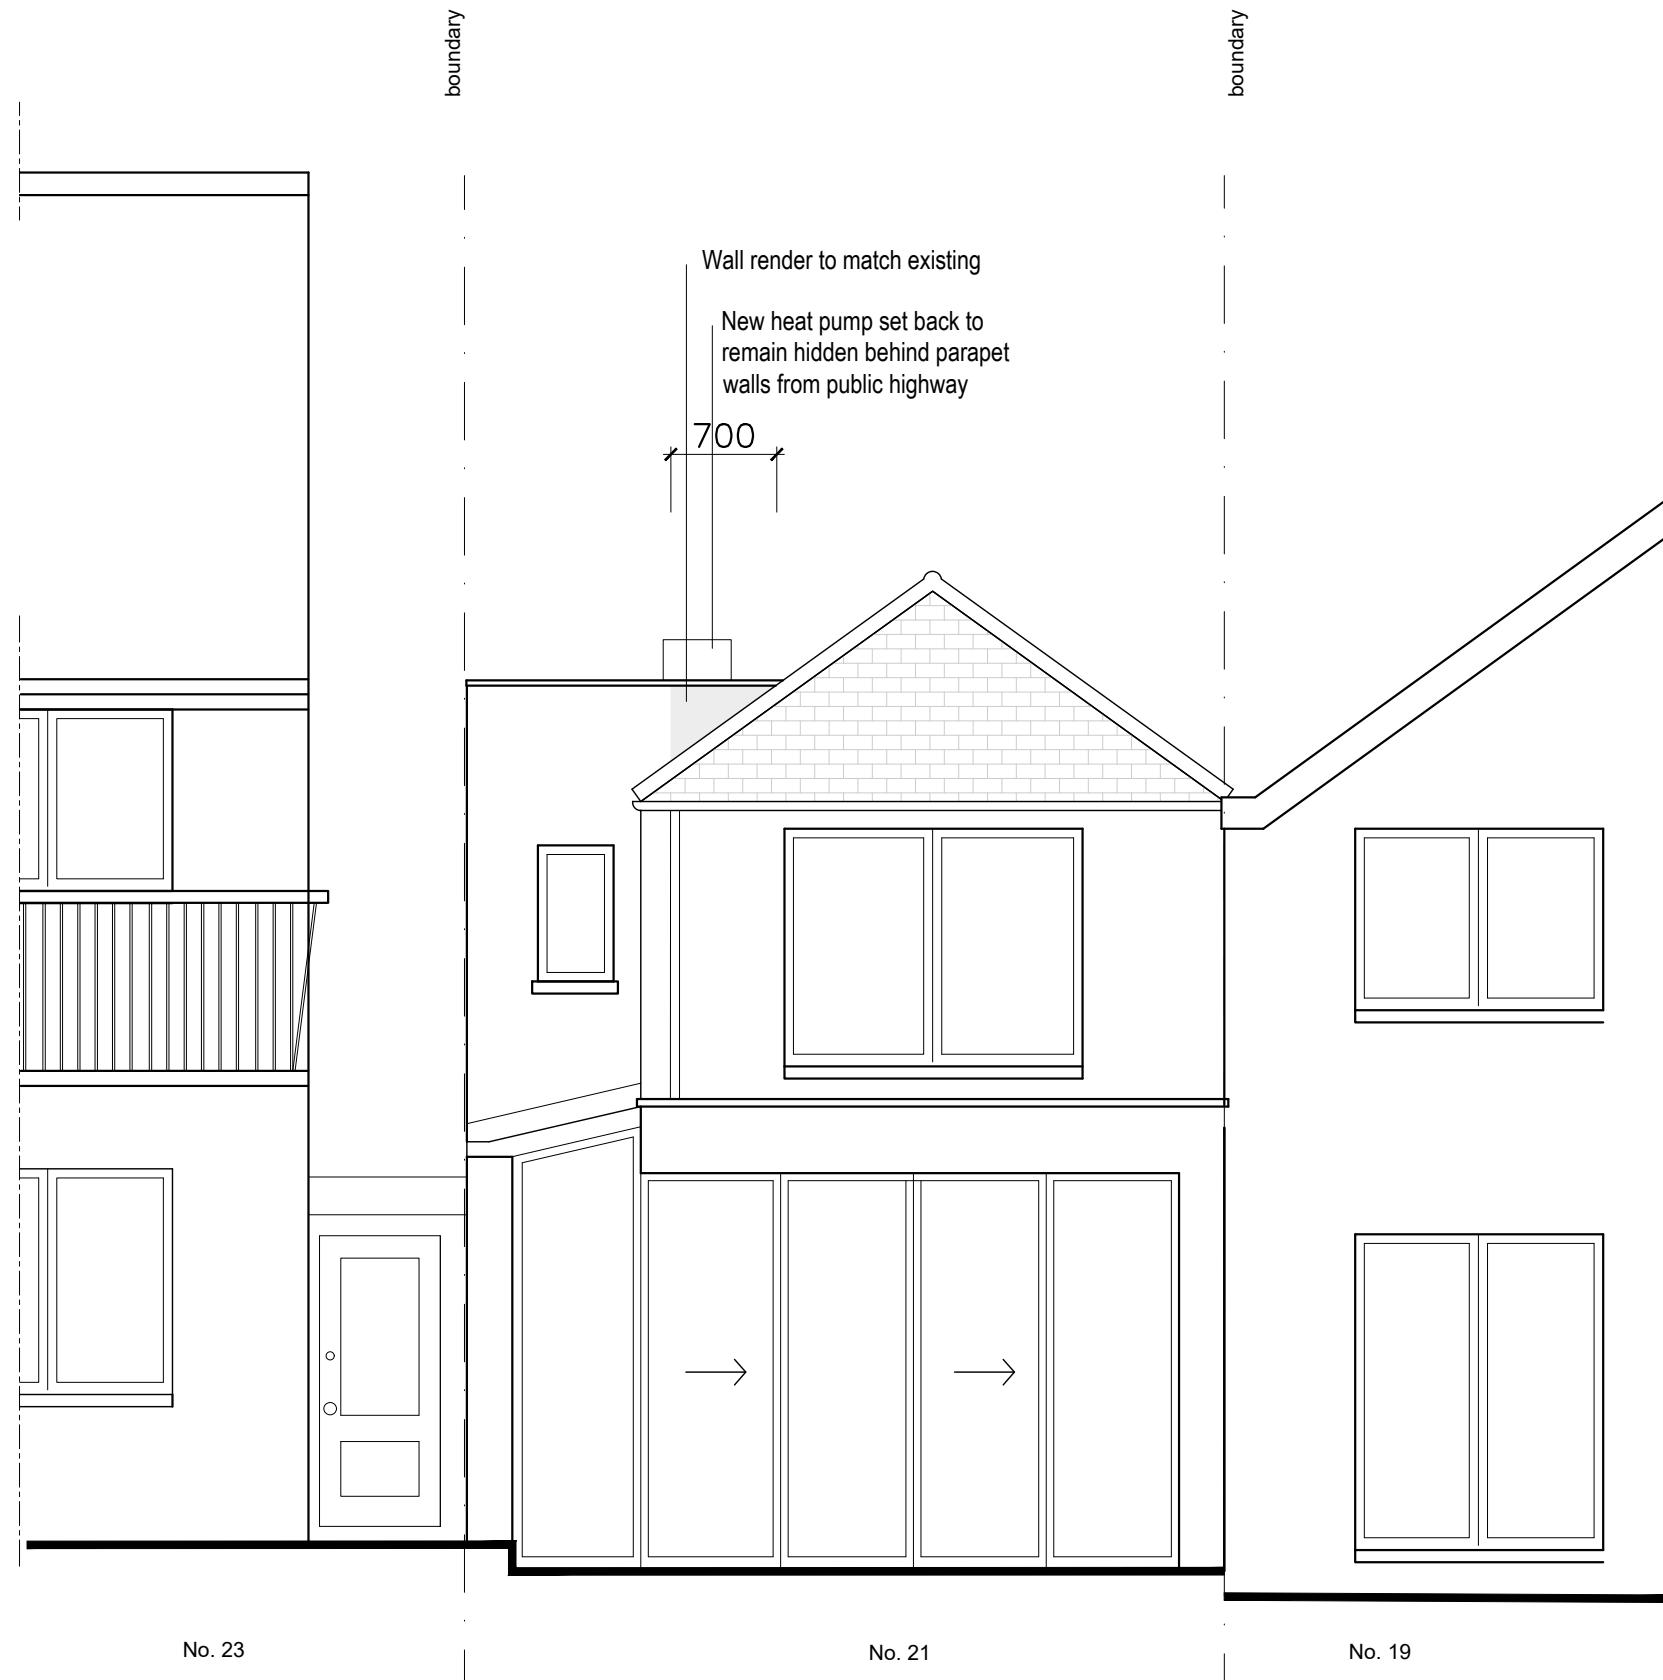 boundary
boundary
Wall render to match existing
New heat pump set back to
remain hidden behind parapet
walls from public highway
700
No. 23
No. 21
No. 19